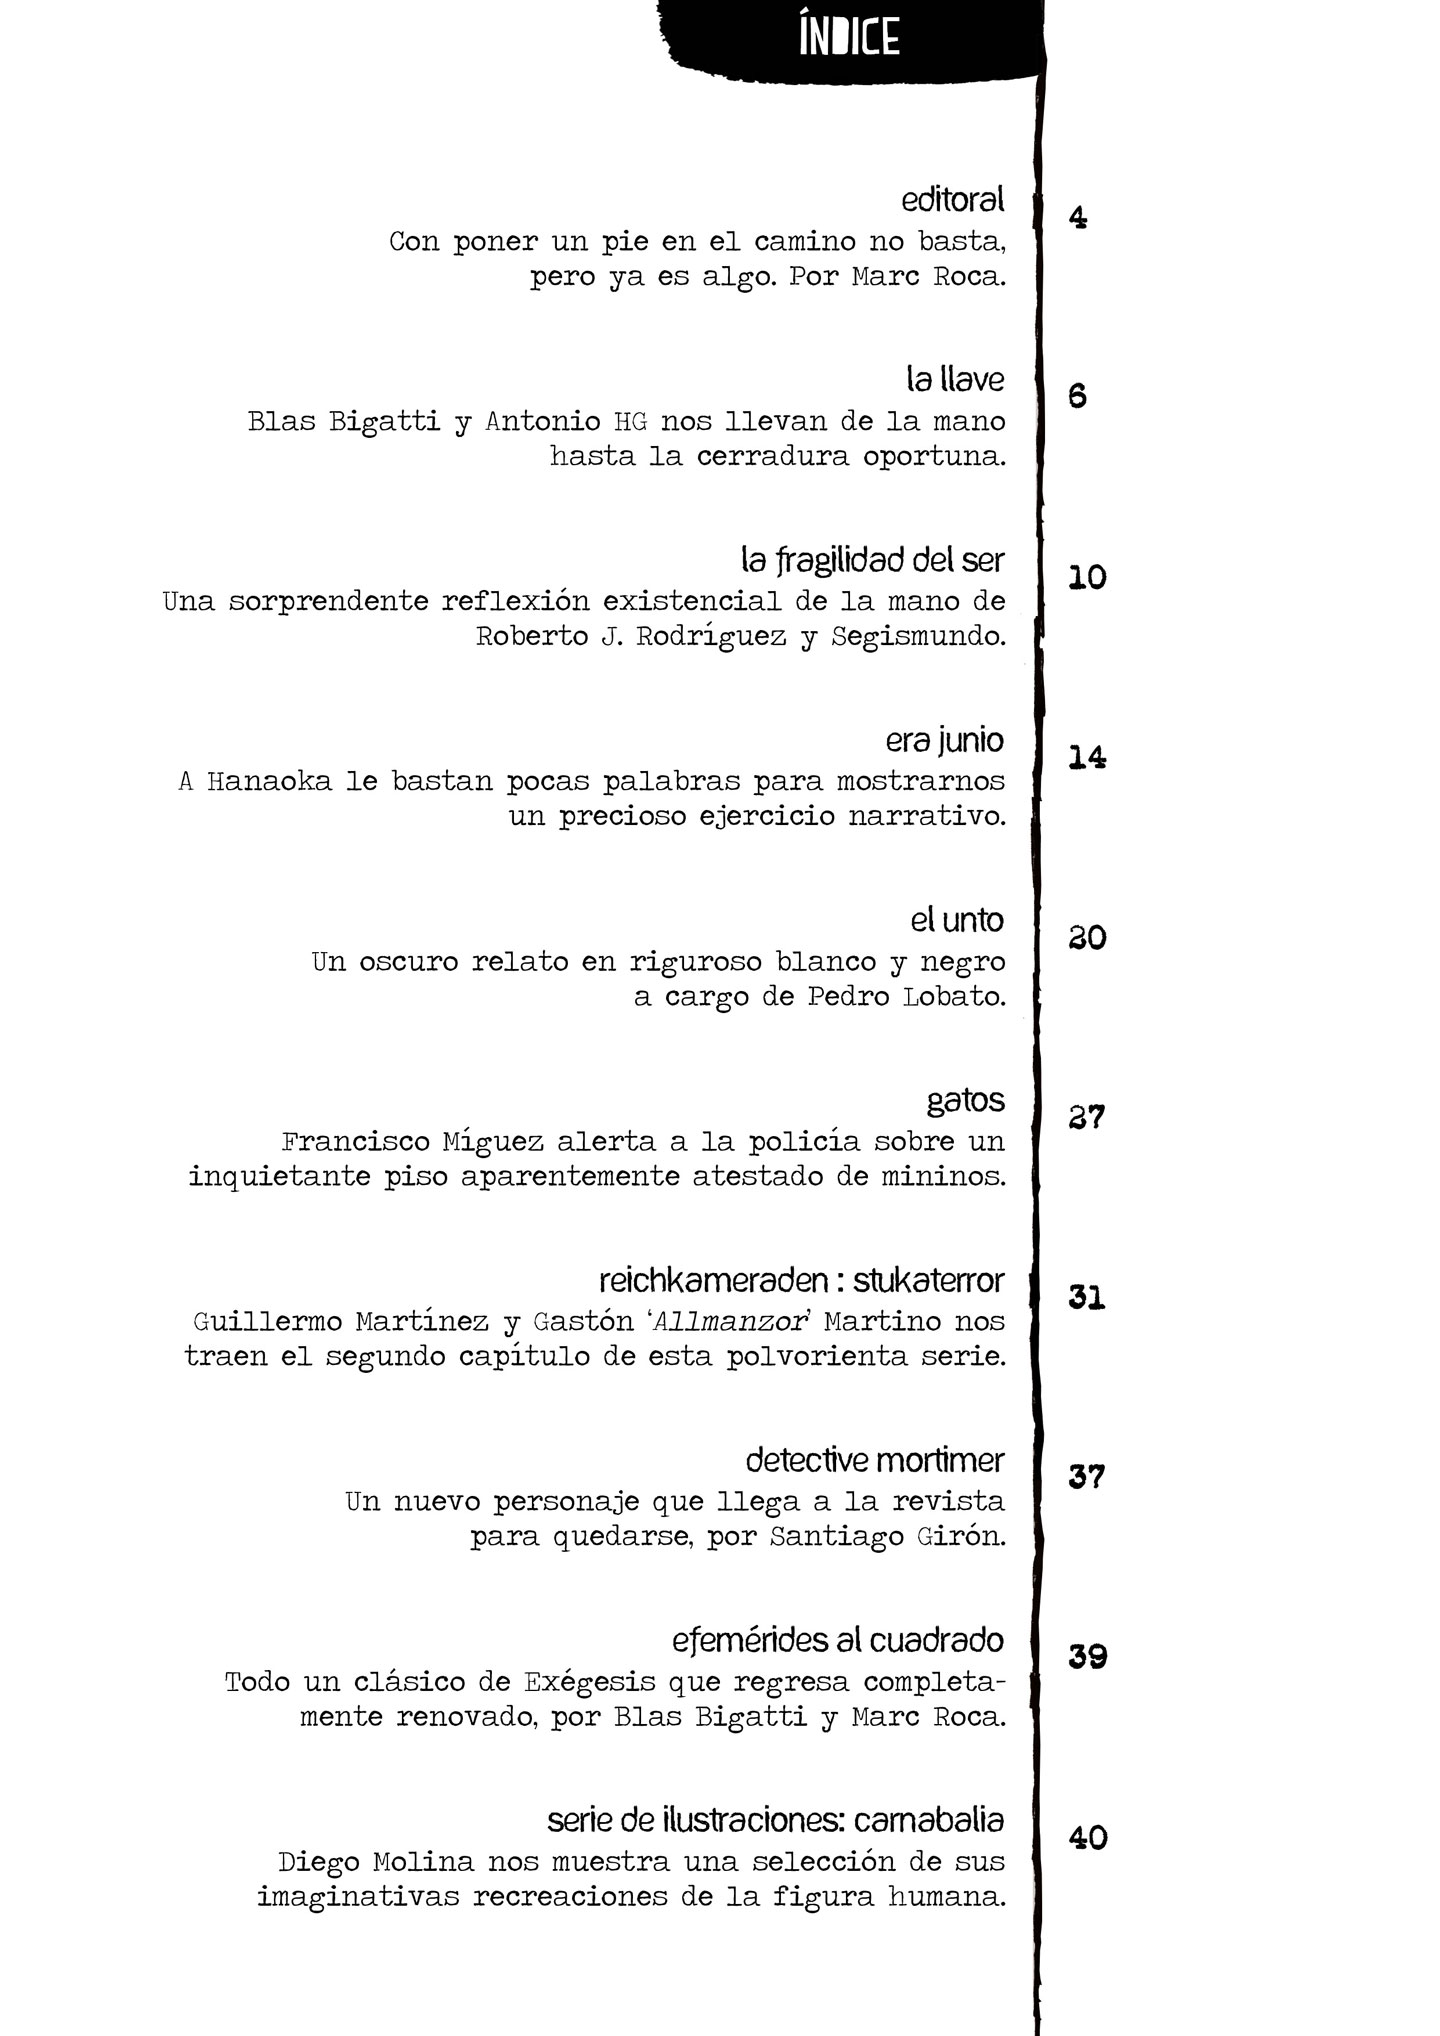 ÍNDICE
editoral
4
Con poner un pie en el camino no basta,
pero ya es algo. Por Marc Roca.
la llave
6
Blas Bigatti y Antonio HG nos llevan de la mano
hasta la cerradura oportuna.
la fragilidad del ser
10
Una sorprendente reflexión existencial de la mano de
Roberto J. Rodríguez y Segismundo.
era junio
14
A Hanaoka le bastan pocas palabras para mostrarnos
un precioso ejercicio narrativo.
el unto
20
Un oscuro relato en riguroso blanco y negro
a cargo de Pedro Lobato.
gatos
27
Francisco Míguez alerta a la policía sobre un
inquietante piso aparentemente atestado de mininos.
reichkameraden : stukaterror
31
Guillermo Martínez y Gastón ‘Allmanzor’ Martino nos
traen el segundo capítulo de esta polvorienta serie.
detective mortimer
37
Un nuevo personaje que llega a la revista
para quedarse, por Santiago Girón.
efemérides al cuadrado
39
Todo un clásico de Exégesis que regresa completa-
mente renovado, por Blas Bigatti y Marc Roca.
serie de ilustraciones: carnabalia
40
Diego Molina nos muestra una selección de sus
imaginativas recreaciones de la figura humana.